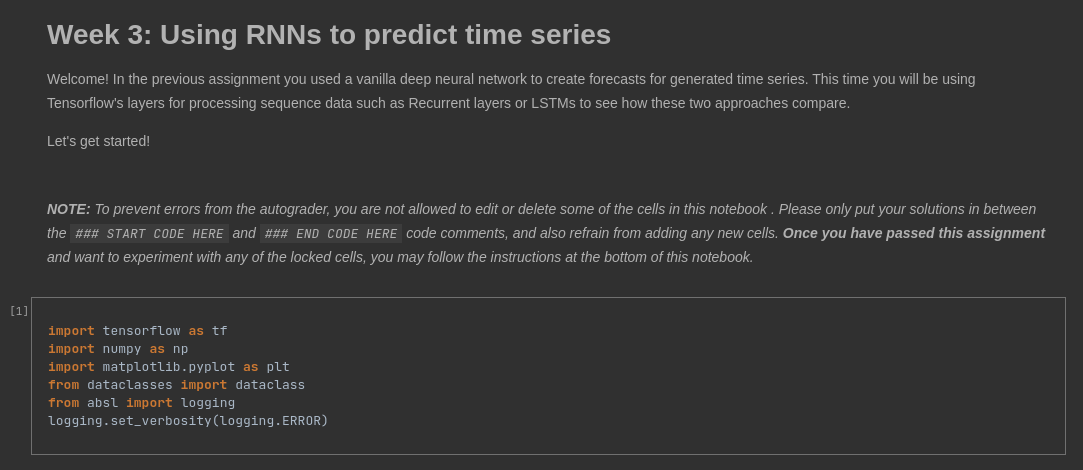 Week 3: Using RNNs to predict time series
Welcome! In the previous assignment you used a vanilla deep neural network to create forecasts for generated time series. This time you will be using
Tensorflow's layers for processing sequence data such as Recurrent layers or LSTMs to see how these two approaches compare.
Let's get started!
NOTE: To prevent errors from the autograder, you are not allowed to edit or delete some of the cells in this notebook . Please only put your solutions in between
the ### START CODE HERE and ### END CODE HERE code comments, and also refrain from adding any new cells. Once you have passed this assignment
and want to experiment with any of the locked cells, you may follow the instructions at the bottom of this notebook.
[1]
import tensorflow as tf
import numpy as np
import matplotlib.pyplot as plt
from dataclasses import dataclass
from absl import logging
logging.set_verbosity(logging.ERROR)